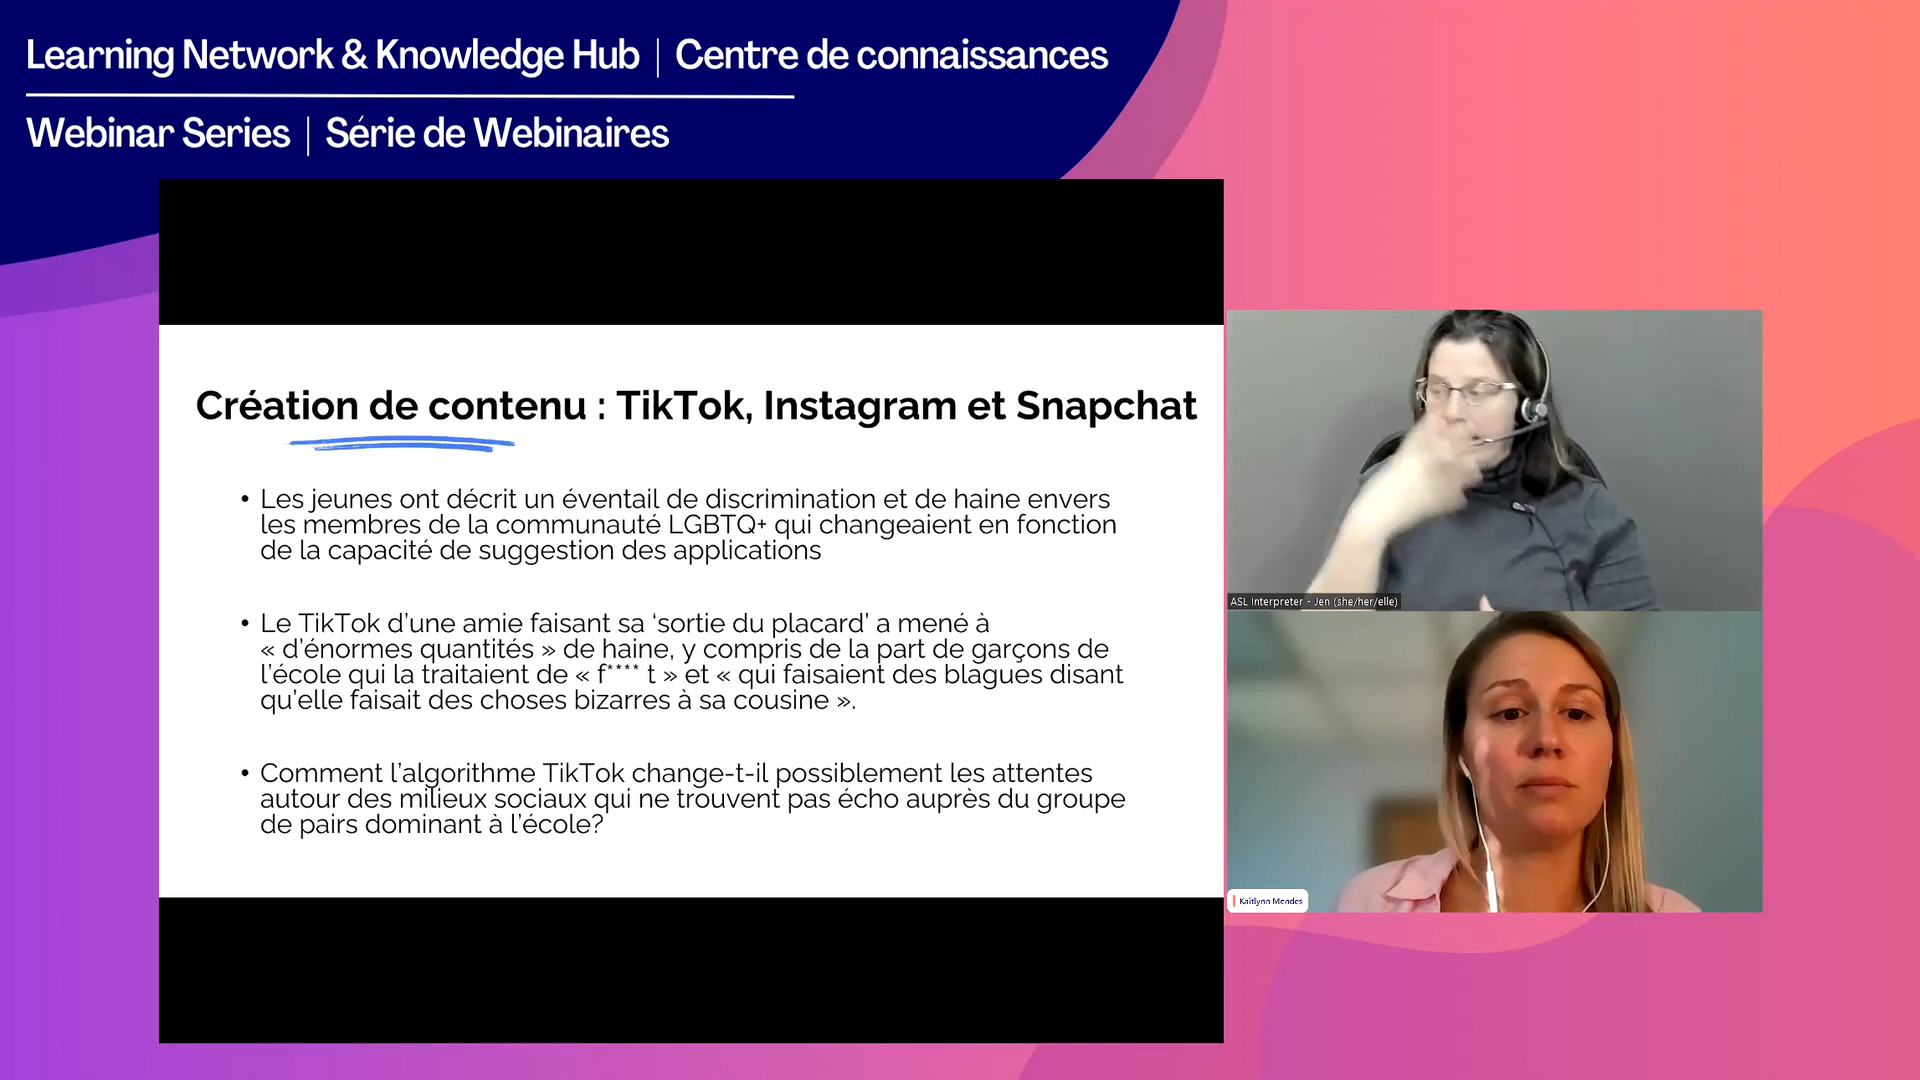 Learning Network & Knowledge Hub | Centre de connaissances
Webinar Series | Série de Webinaires
Création de contenu : TikTok, Instagram et Snapchat
• Les jeunes ont décrit un éventail de discrimination et de haine envers
les membres de la communauté LGBTQ+ qui changeaient en fonction
de la capacité de suggestion des applications
• Le TikTok d’une amie faisant sa ‘sortie du placard’ a mené à
« d’énormes quantités » de haine, y compris de la part de garçons de
l’école qui la traitaient de « f**** t » et « qui faisaient des blagues disant
qu’elle faisait des choses bizarres à sa cousine ».
• Comment l’algorithme TikTok change-t-il possiblement les attentes
autour des milieux sociaux qui ne trouvent pas écho auprès du groupe
de pairs dominant à l’école?
ASL Interpreter - Jen (she/her/elle)
Kaitlynn Mendes